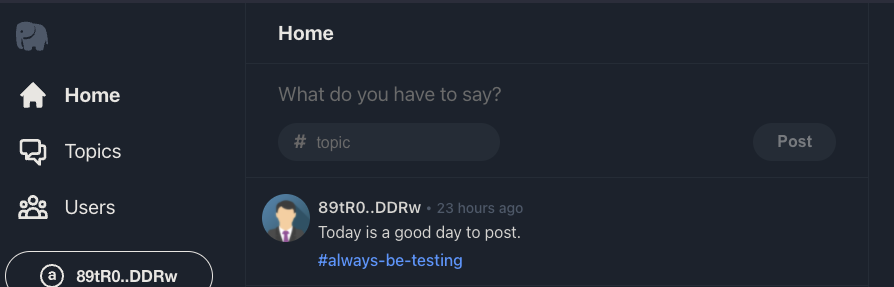 Home
Home
Topics
Users
a 89tR0..DDRw
What do you have to say?
# topic
Post
89tR0..DDRw • 23 hours ago
Today is a good day to post.
#always-be-testing